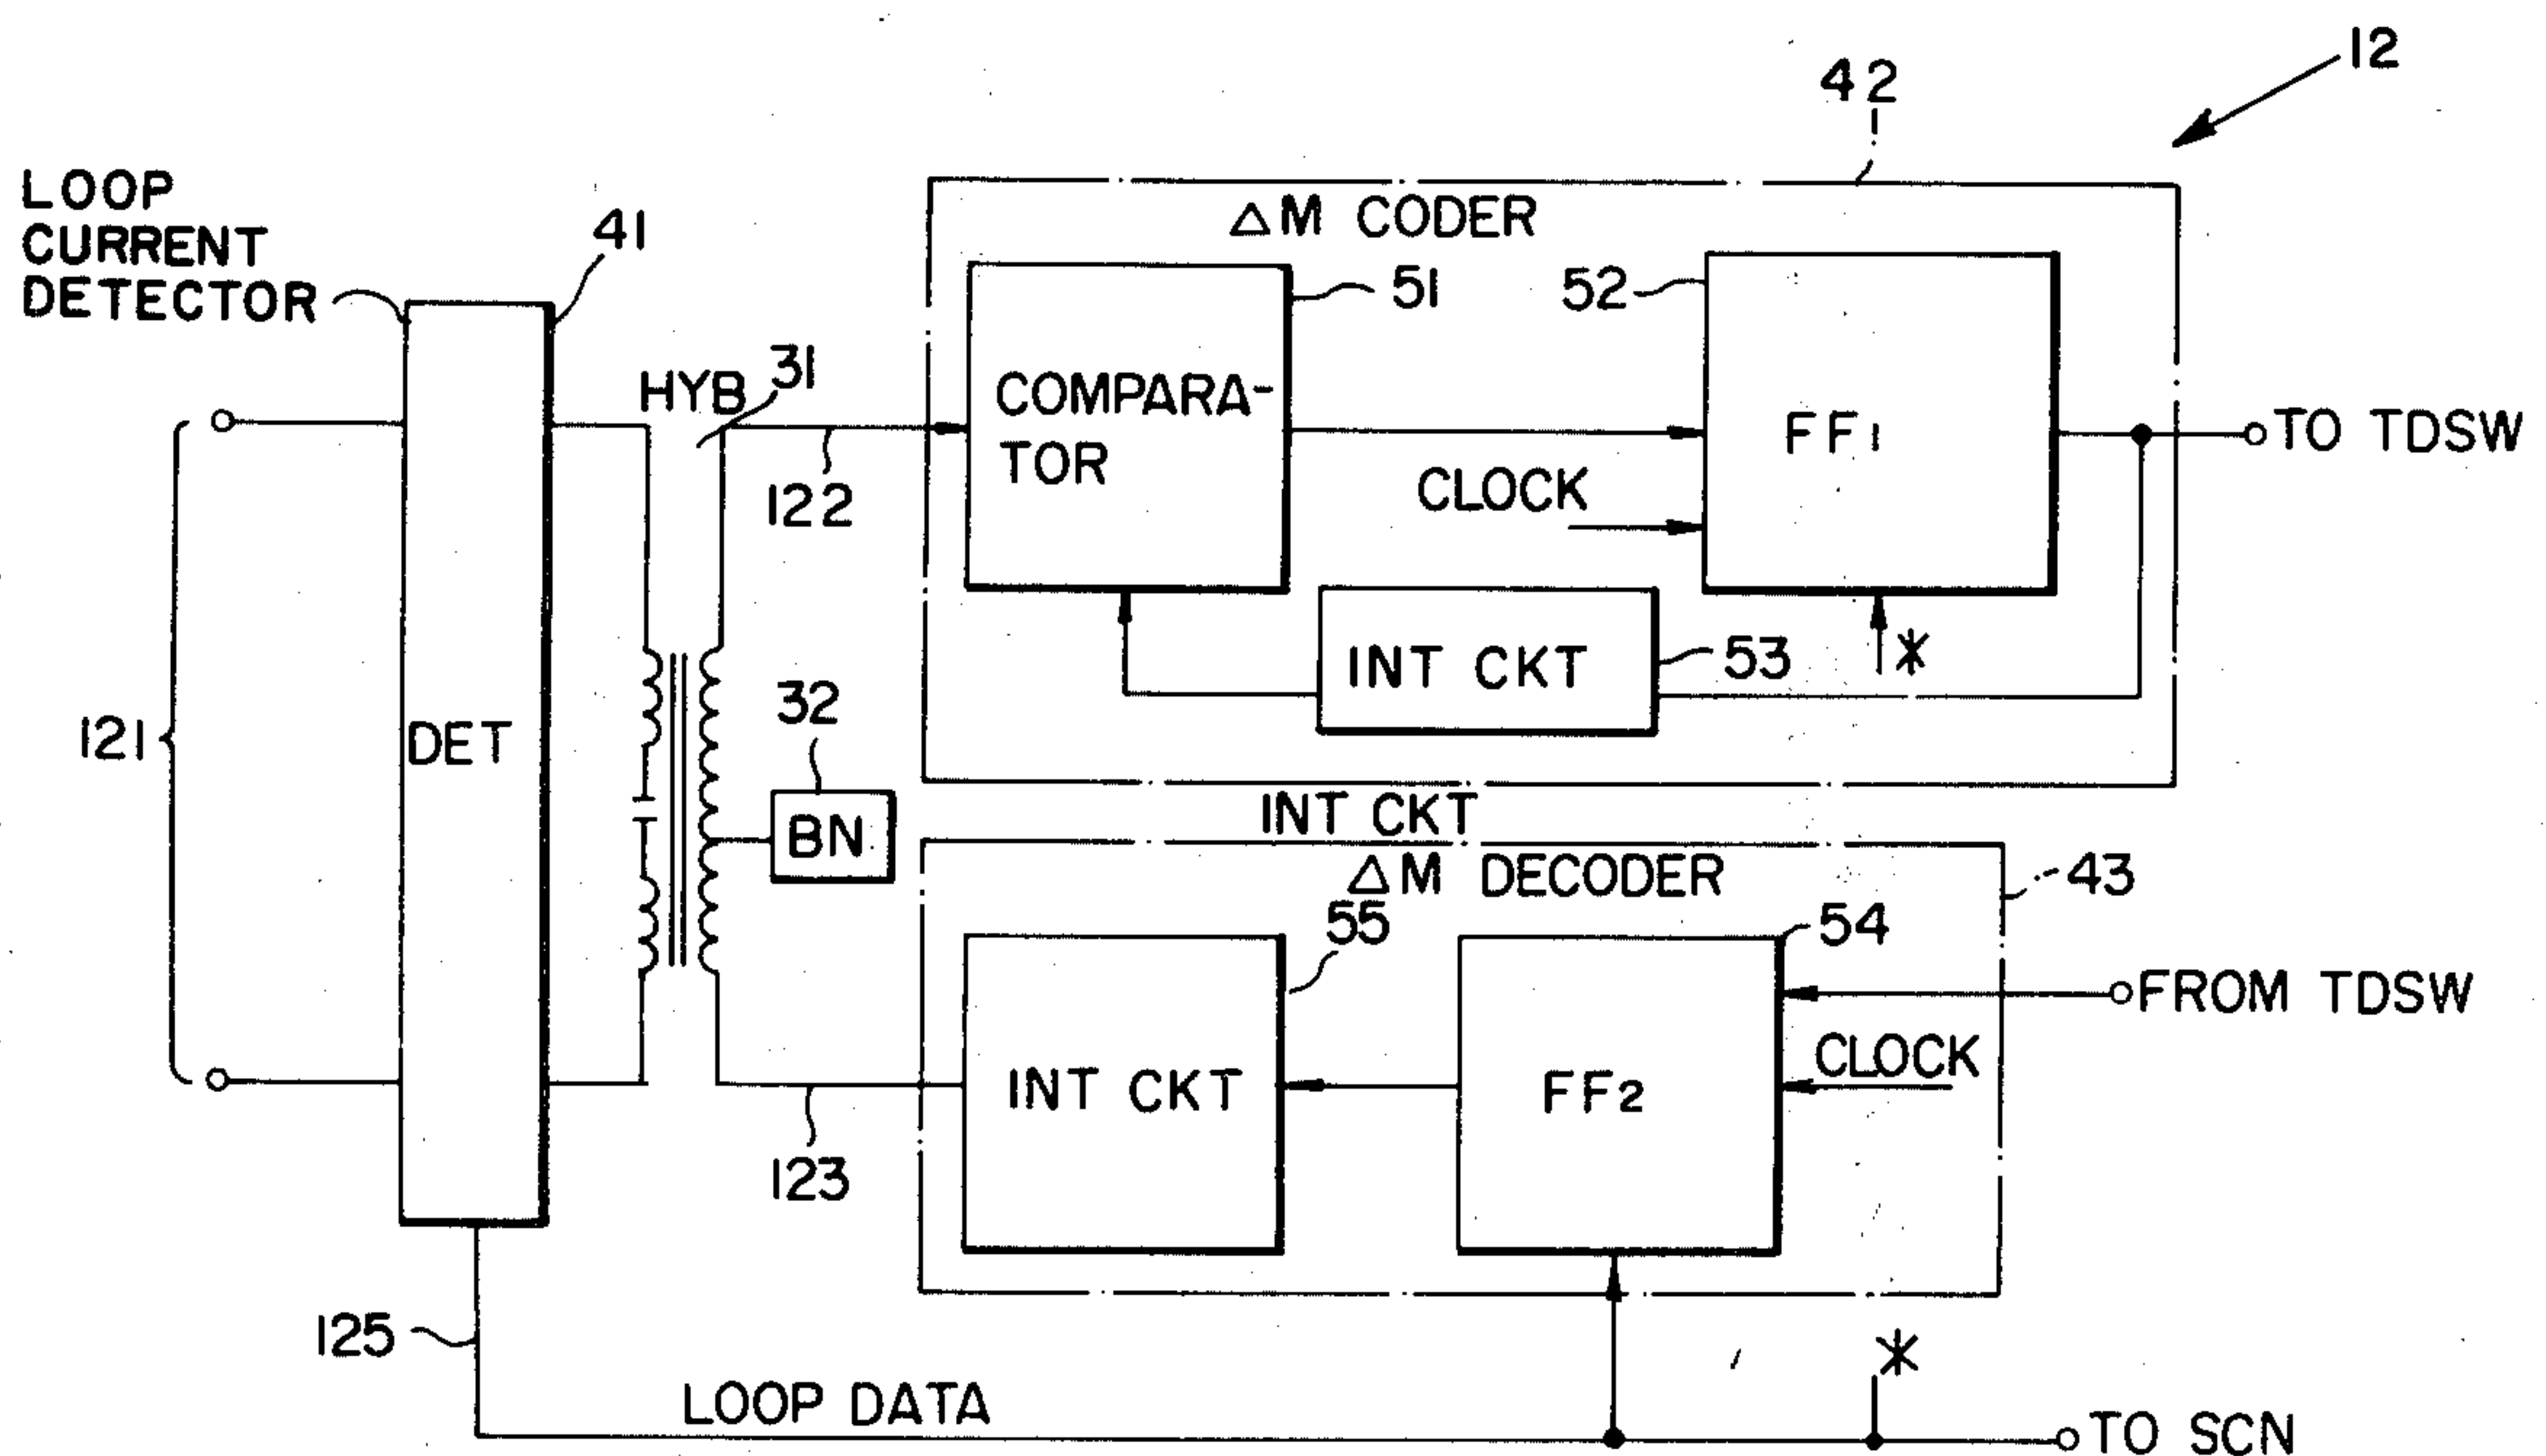 12
42
LOOP
CURRENT
DETECTOR
41
△M CODER
51
52
HYB
31
COMPARA-
TOR
FF1
TO TDSW
122
CLOCK
INT CKT
53
*
32
121
DET
BN
INT CKT
△M DECODER
43
55
54
FROM TDSW
INT CKT
FF2
CLOCK
123
125
*
LOOP DATA
TO SCN